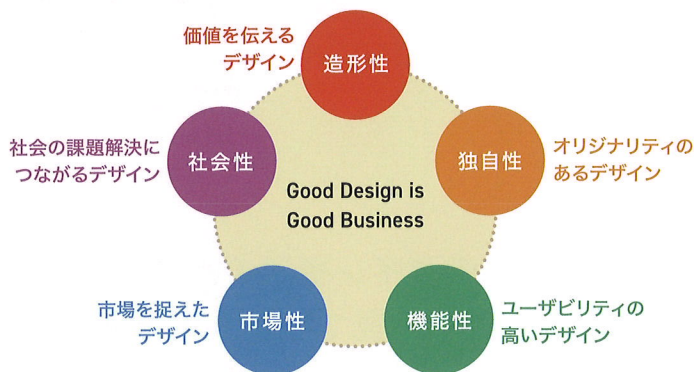 価値を伝える
デザイン
造形性
社会の課題解決に
つながるデザイン
社会性
独自性
オリジナリティの
あるデザイン
Good Design is
Good Business
市場を捉えた
デザイン
市場性
機能性
ユーザビリティの
高いデザイン